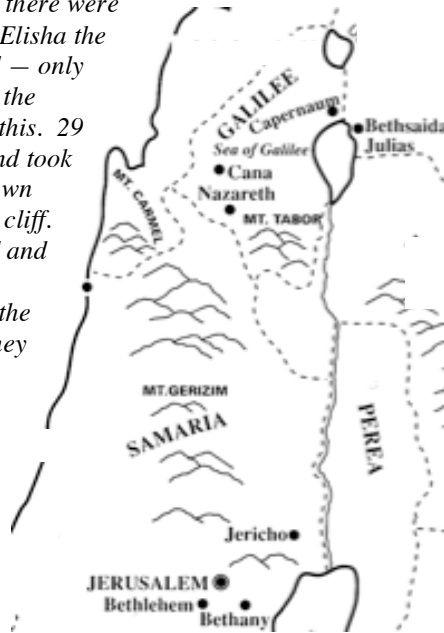 there were
Elisha the
— only
the
this. 29
nd took
wn
cliff.
and
the
ey
GALILEE
Capernaum
Bethsaida
Julias
Sea of Galilee
Cana
Nazareth
MT. CARMEL
MT. TABOR
MT.GERIZIM
SAMARIA
PEREA
Jericho
JERUSALEM
Bethlehem
Bethany